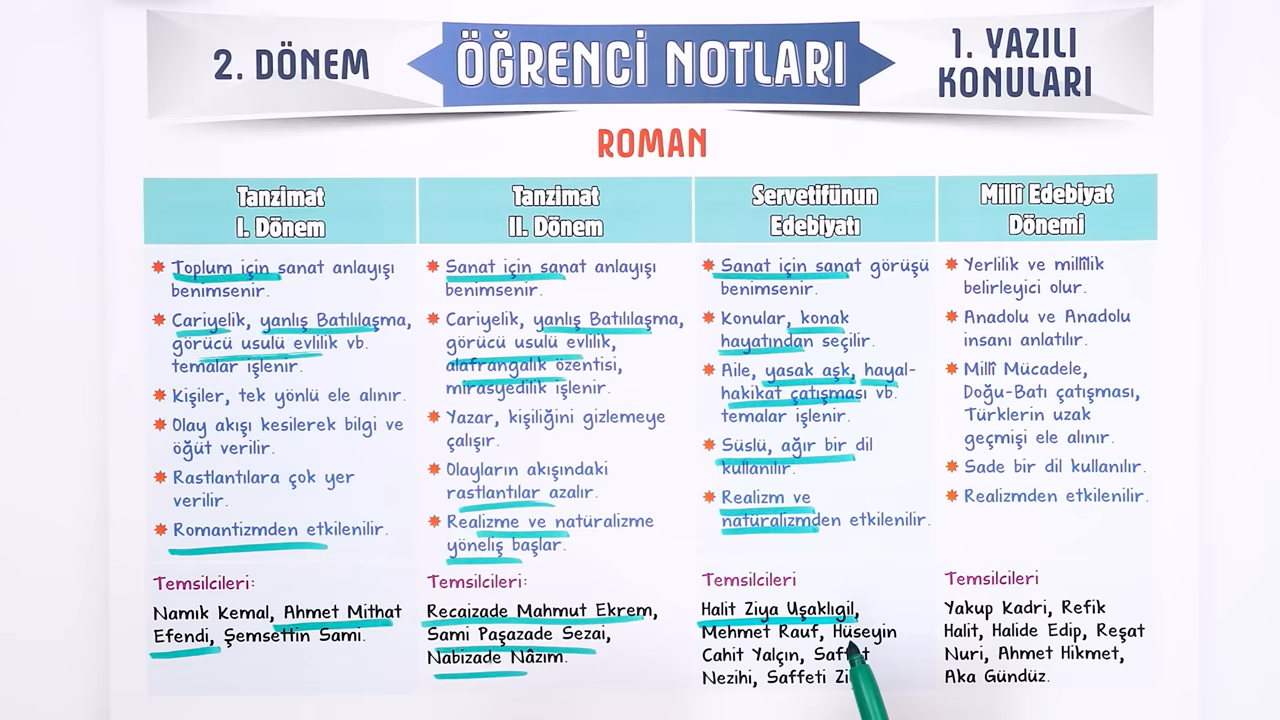 2. DÖNEM
ÖĞRENCİ NOTLARI
1. YAZILI
KONULARI
ROMAN
Tanzimat
I. Dönem
Toplum için sanat anlayışı
benimsenir.
Cariyelik, yanlış Batılılaşma,
görücü usulü evlilik vb.
temalar işlenir.
Kişiler, tek yönlü ele alınır.
Olay akışı kesilerek bilgi ve
öğüt verilir.
Rastlantılara çok yer
verilir.
Romantizmden etkilenilir.
Temsilcileri:
Namık Kemal, Ahmet Mithat
Efendi, Şemsettin Sami.
Tanzimat
II. Dönem
Sanat için sanat anlayışı
benimsenir.
Cariyelik, yanlış Batılılaşma,
görücü usulü evlilik,
alafrangalık özentisi,
mirasyedilik işlenir.
Yazar, kişiliğini gizlemeye
çalışır.
Olayların akışındaki
rastlantılar azalır.
Realizme ve natüralizme
yöneliş başlar.
Temsilcileri:
Recaizade Mahmut Ekrem,
Sami Paşazade Sezai,
Nabizade Nâzım.
Servetifünun
Edebiyatı
Sanat için sanat görüşü
benimsenir.
Konular, konak
hayatından seçilir.
Aile, yasak aşk, hayal-
hakikat çatışması vb.
temalar işlenir.
Süslü, ağır bir dil
kullanılır.
Realizm ve
natüralizmden etkilenilir.
Temsilcileri
Halit Ziya Uşaklıgil,
Mehmet Rauf, Hüseyin
Cahit Yalçın,
Nezihi, Saffeti
Millî Edebiyat
Dönemi
Yerlilik ve millîlik
belirleyici olur.
Anadolu ve Anadolu
insanı anlatılır.
Millî Mücadele,
Doğu-Batı çatışması,
Türklerin uzak
geçmişi ele alınır.
Sade bir dil kullanılır.
Realizmden etkilenilir.
Temsilcileri
Yakup Kadri, Refik
Halit, Halide Edip, Reşat
Nuri, Ahmet Hikmet,
Aka Gündüz.